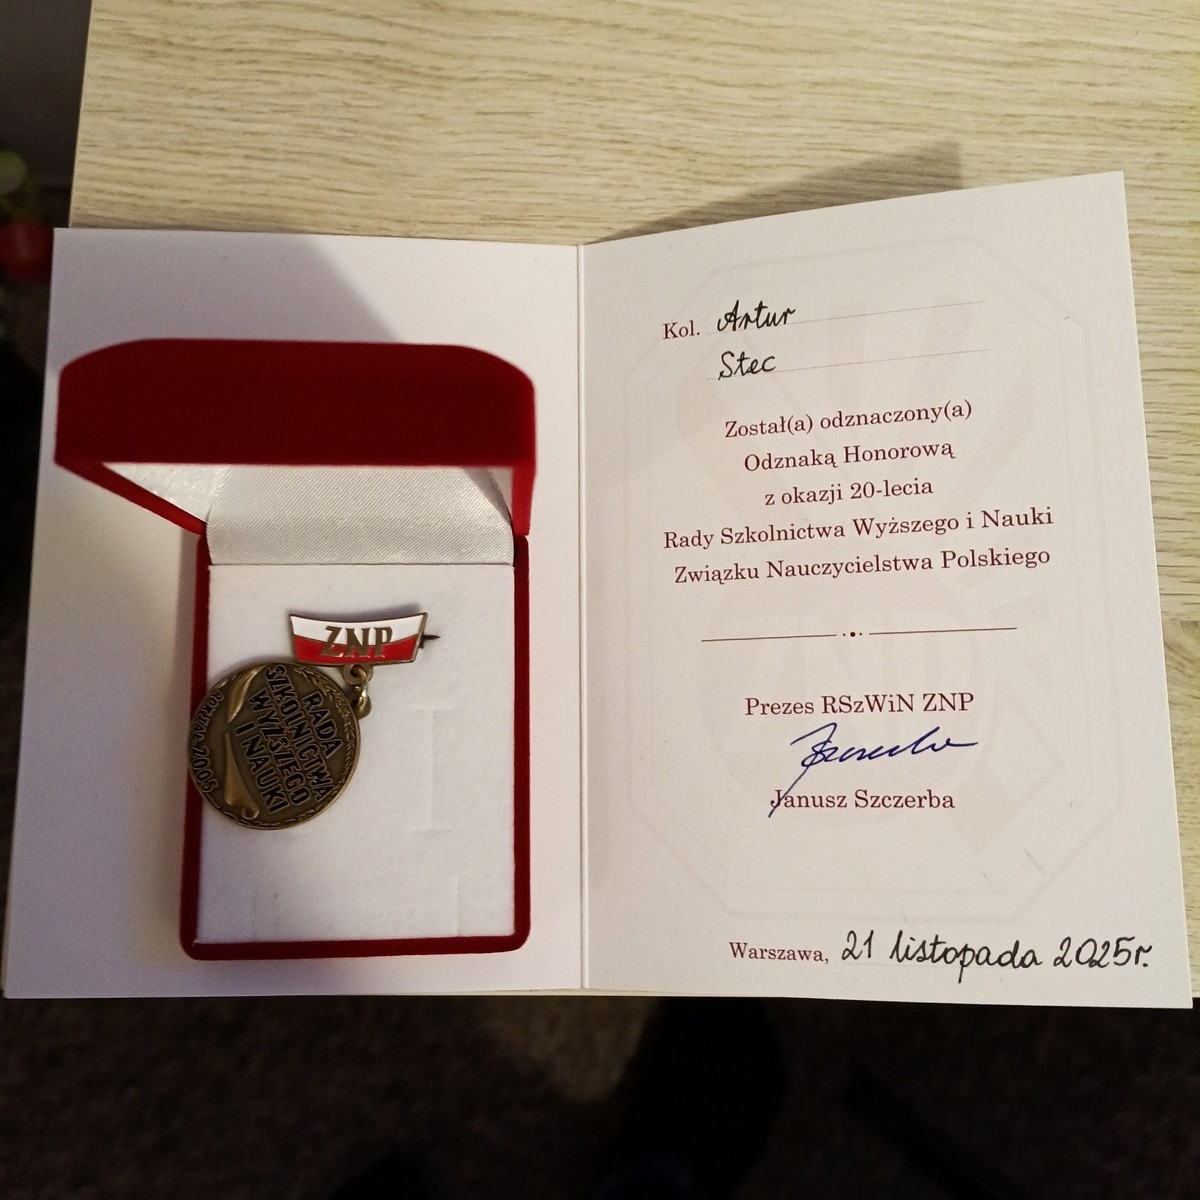 ZNP
RADA
SZKOLNICTWA
WYŻSZEGO
I NAUKI
2005
Kol. Artur
Stec
Został(a) odznaczony(a)
Odznaką Honorową
z okazji 20-lecia
Rady Szkolnictwa Wyższego i Nauki
Związku Nauczycielstwa Polskiego
Prezes RSzWiN ZNP
Janusz Szczerba
Warszawa, 21 listopada 2025r.